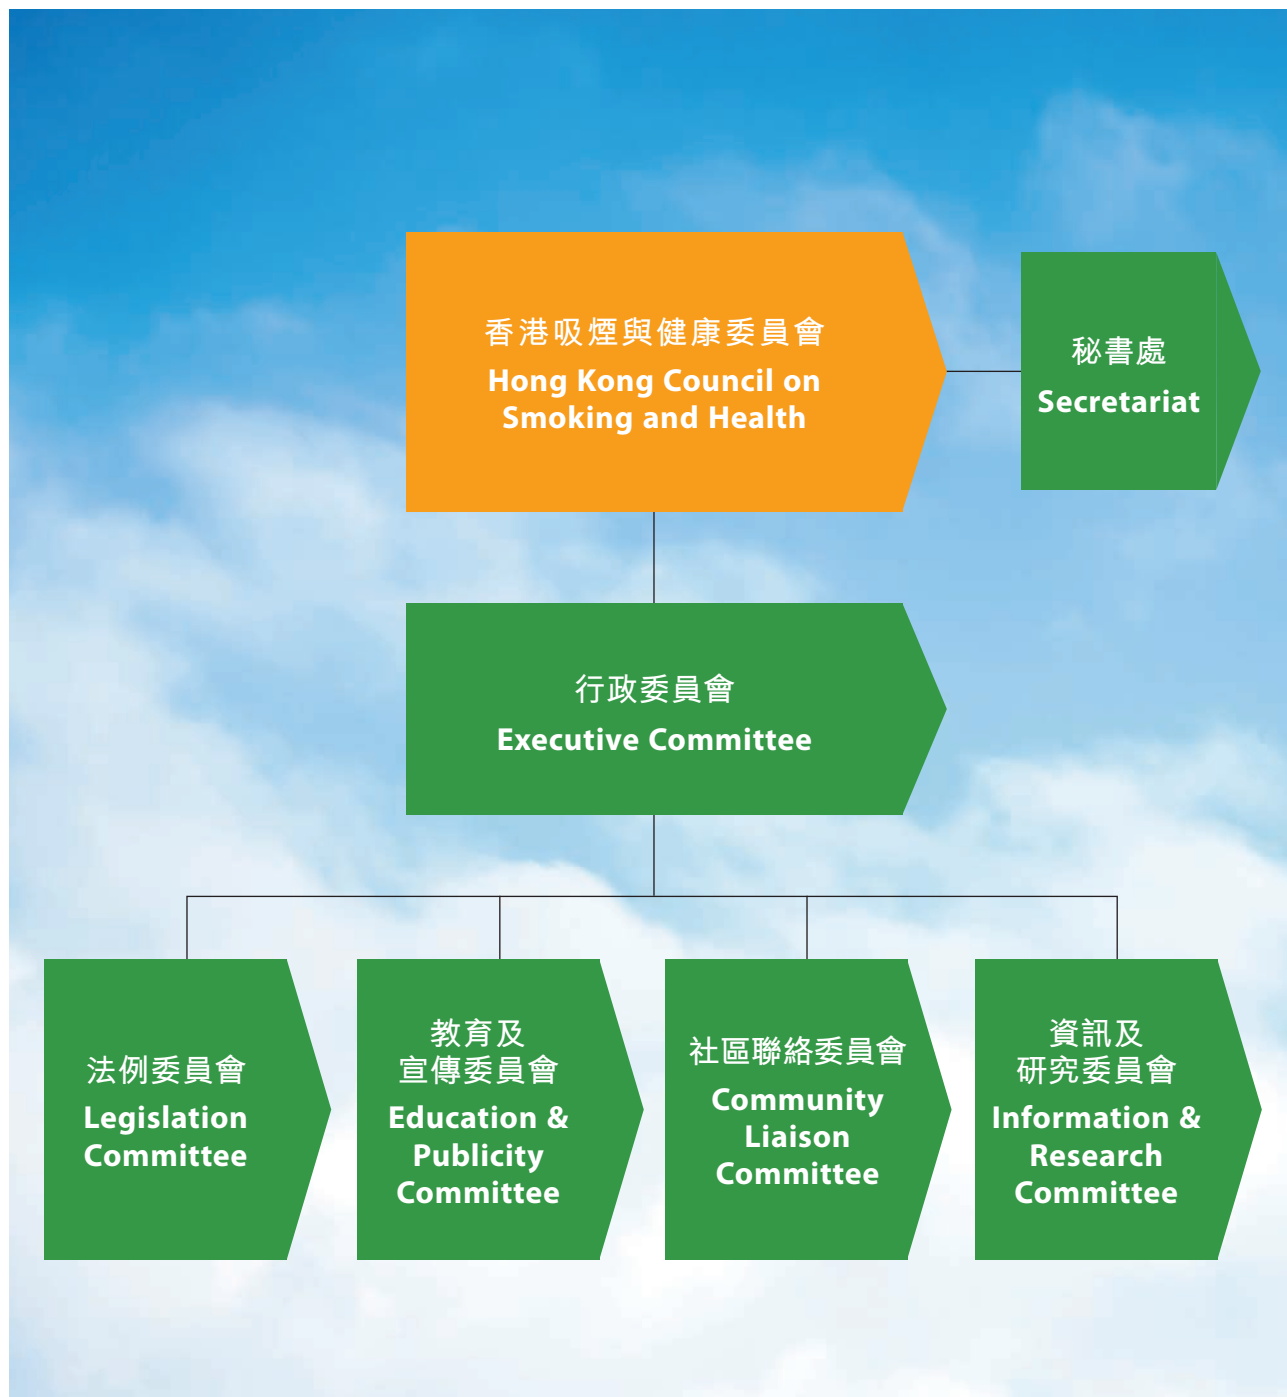 香港吸煙與健康委員會
Hong Kong Council on
Smoking and Health
秘書處
Secretariat
行政委員會
Executive Committee
法例委員會
Legislation
Committee
教育及
宣傳委員會
Education &
Publicity
Committee
社區聯絡委員會
Community
Liaison
Committee
資訊及
研究委員會
Information &
Research
Committee